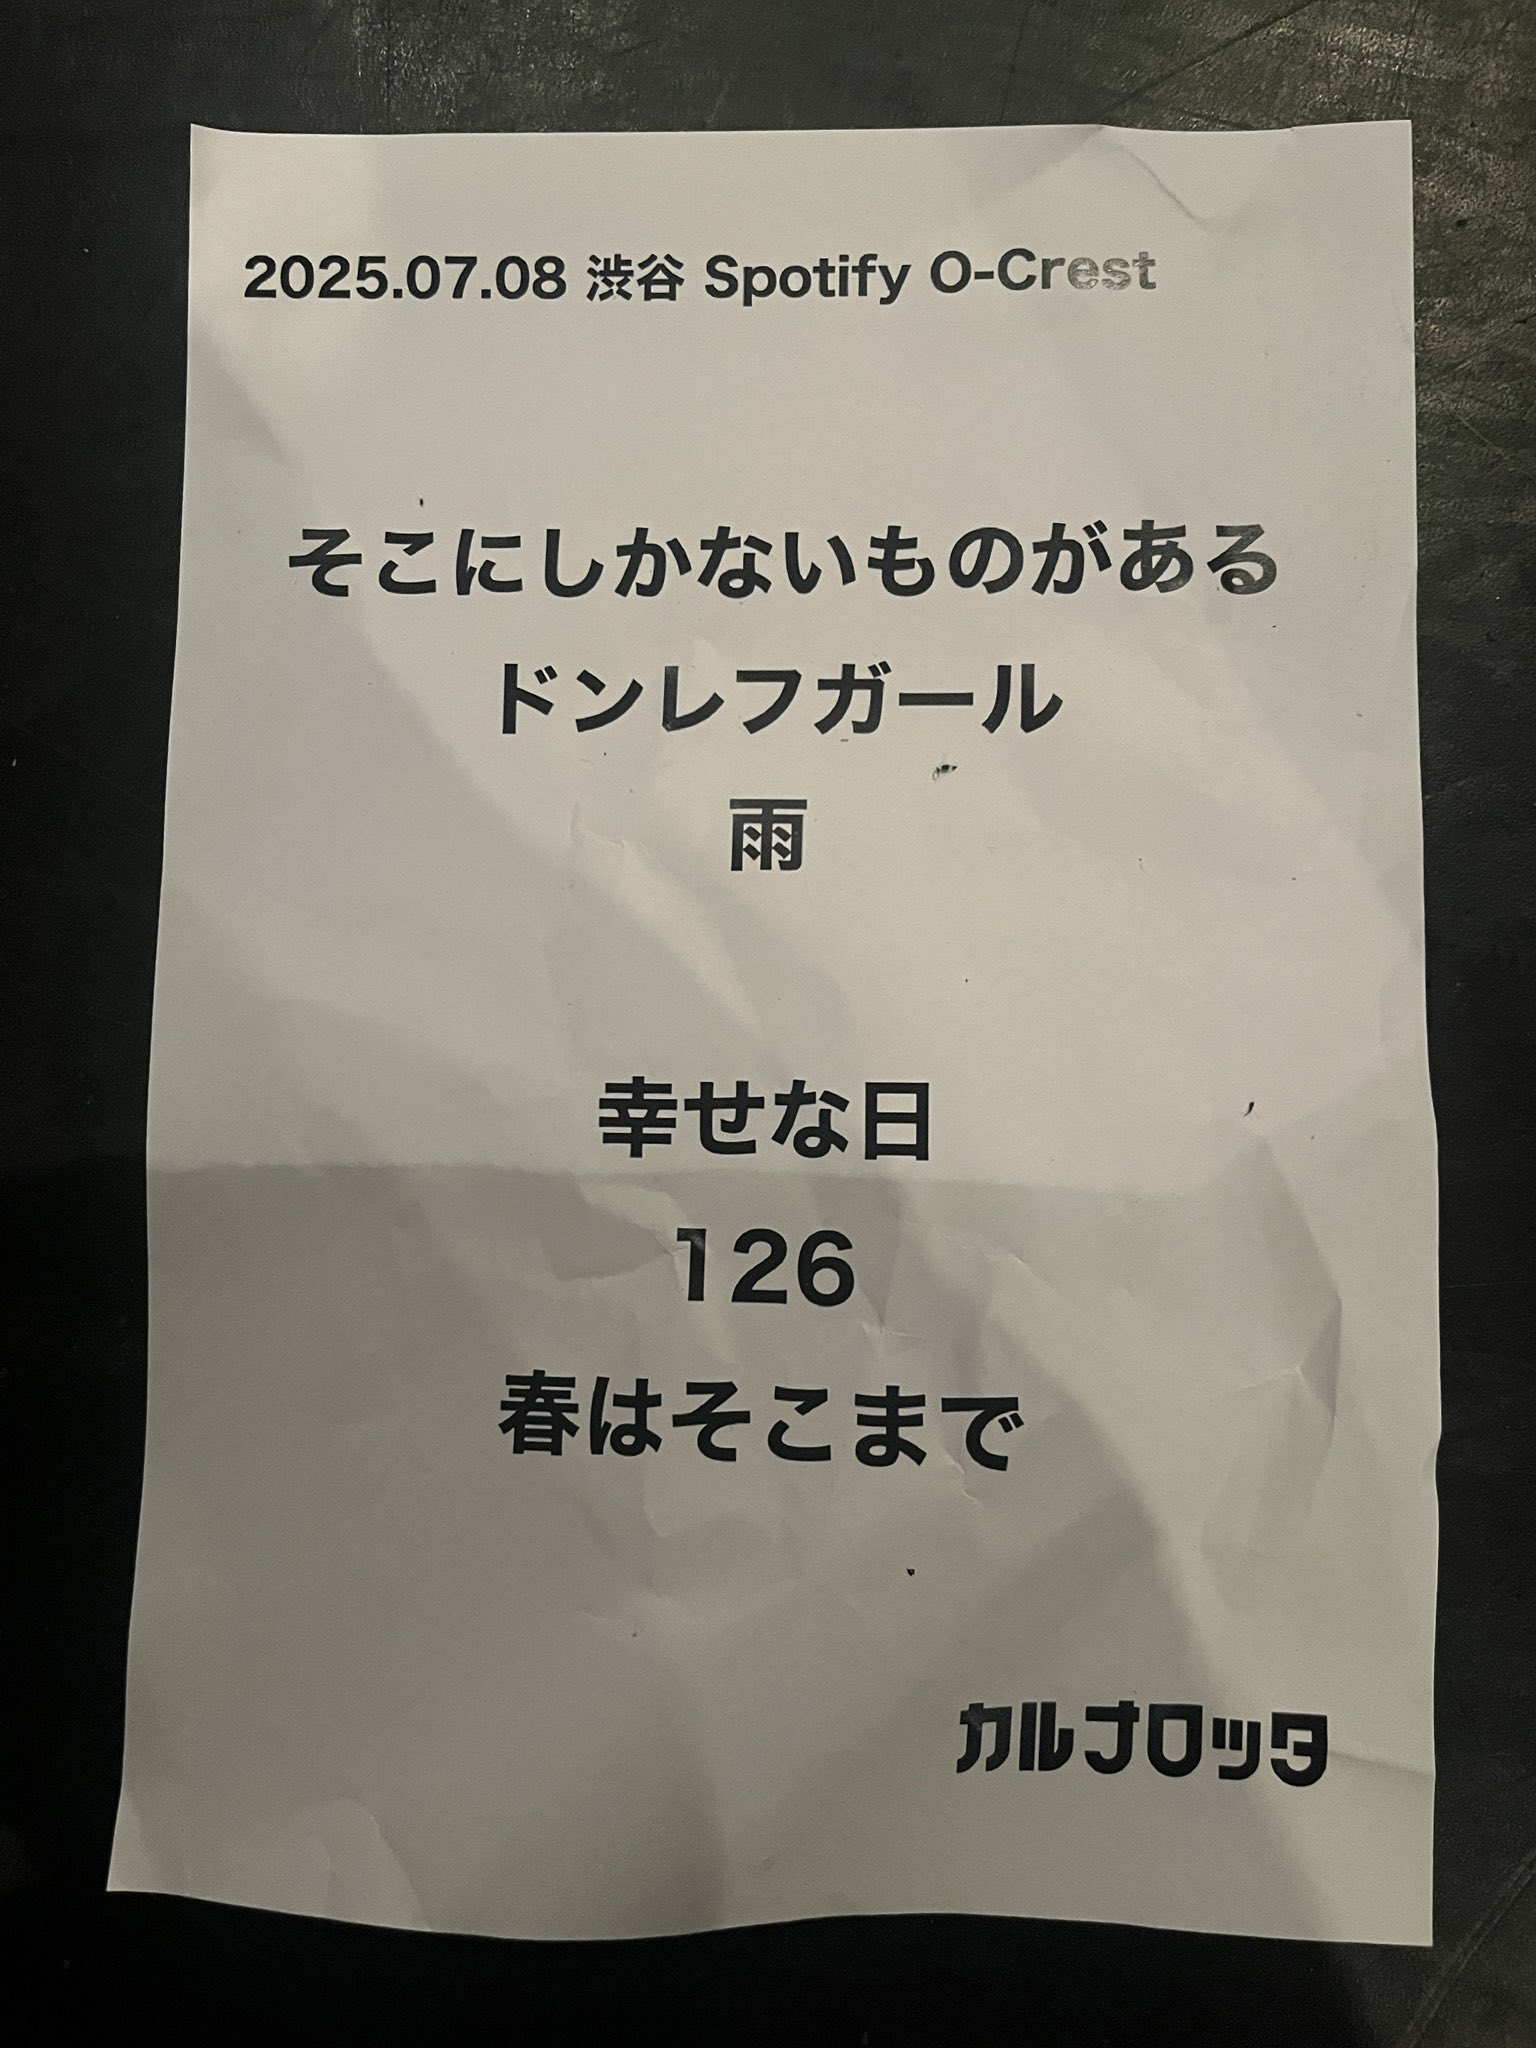 2025.07.08 渋谷 Spotify O-Crest
そこにしかないものがある
ドンレフガール
雨
幸せな日
126
春はそこまで
カルナロッタ